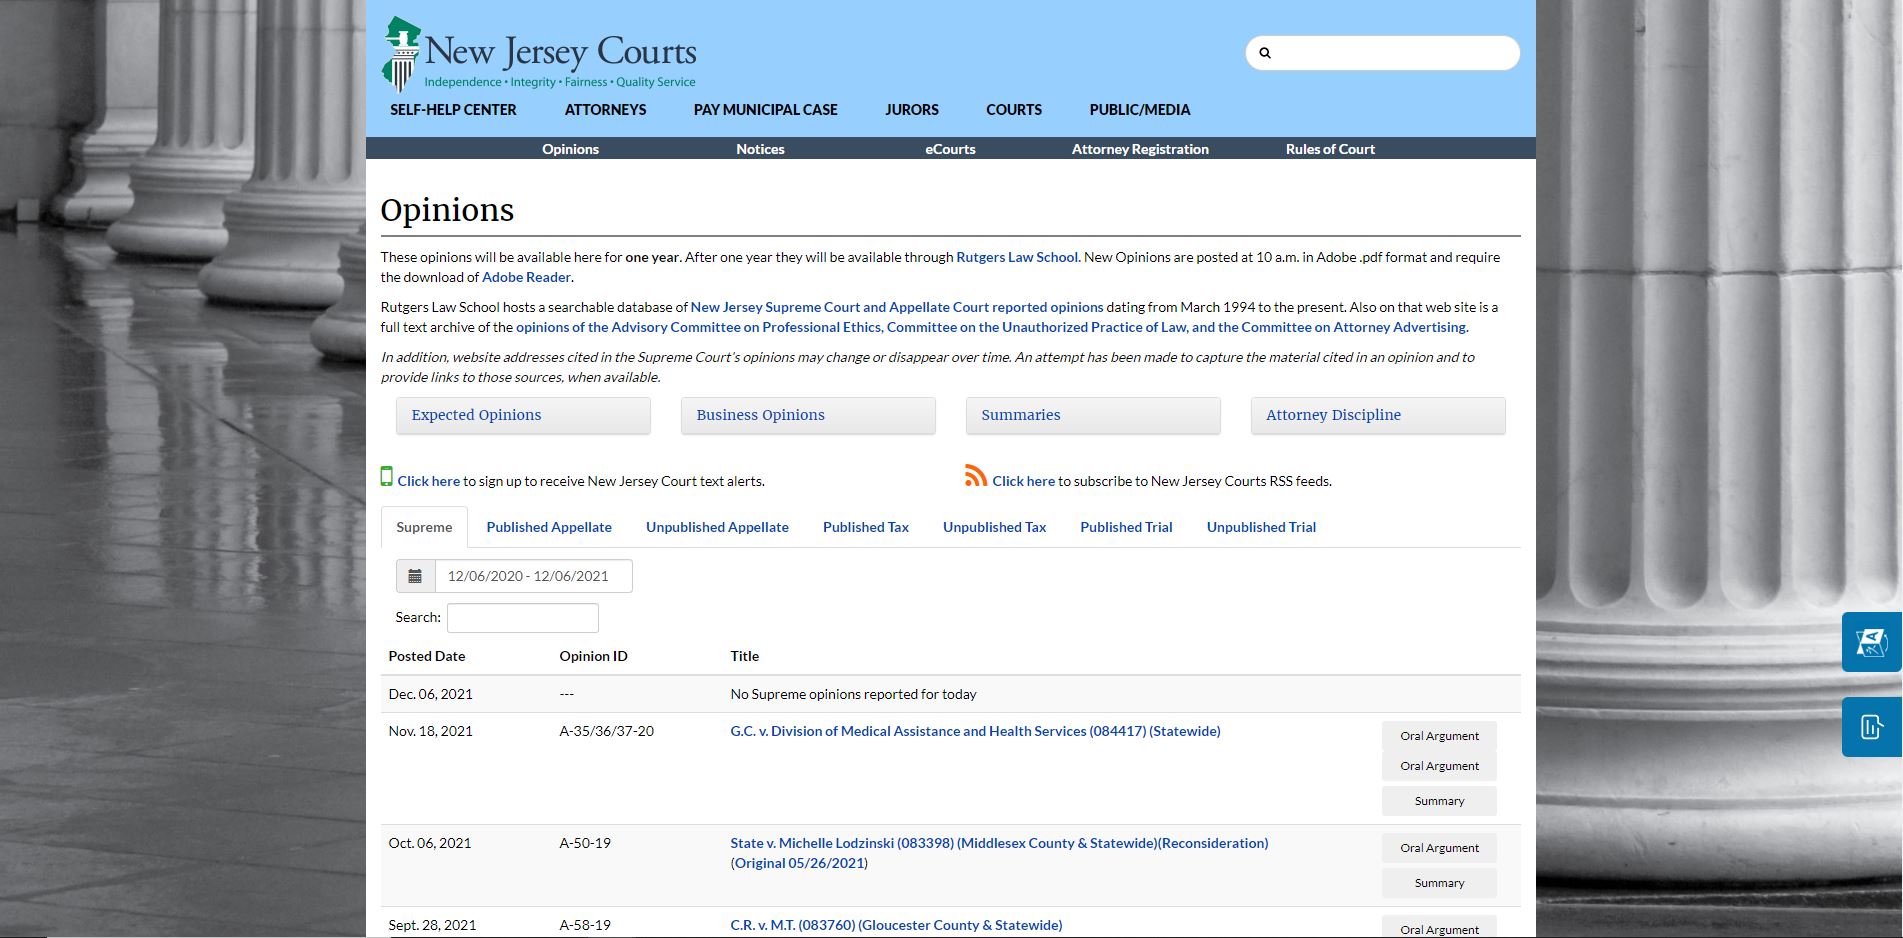 New Jersey Courts
Independence • Integrity • Fairness • Quality Service
SELF-HELP CENTER ATTORNEYS PAY MUNICIPAL CASE JURORS COURTS PUBLIC/MEDIA
Opinions Notices eCourts Attorney Registration Rules of Court
Opinions
These opinions will be available here for one year. After one year they will be available through Rutgers Law School. New Opinions are posted at 10 a.m. in Adobe .pdf format and require
the download of Adobe Reader.
Rutgers Law School hosts a searchable database of New Jersey Supreme Court and Appellate Court reported opinions dating from March 1994 to the present. Also on that web site is a
full text archive of the opinions of the Advisory Committee on Professional Ethics, Committee on the Unauthorized Practice of Law, and the Committee on Attorney Advertising.
In addition, website addresses cited in the Supreme Court's opinions may change or disappear over time. An attempt has been made to capture the material cited in an opinion and to
provide links to those sources, when available.
Expected Opinions Business Opinions Summaries Attorney Discipline
Click here to sign up to receive New Jersey Court text alerts. Click here to subscribe to New Jersey Courts RSS feeds.
Supreme Published Appellate Unpublished Appellate Published Tax Unpublished Tax Published Trial Unpublished Trial
12/06/2020 - 12/06/2021
Search:
Posted Date Opinion ID Title
Dec. 06, 2021 --- No Supreme opinions reported for today
Nov. 18, 2021 A-35/36/37-20 G.C. v. Division of Medical Assistance and Health Services (084417) (Statewide) Oral Argument
Oral Argument
Summary
Oct. 06, 2021 A-50-19 State v. Michelle Lodzinski (083398) (Middlesex County & Statewide)(Reconsideration) Oral Argument
(Original 05/26/2021)
Summary
Sept. 28, 2021 A-58-19 C.R. v. M.T. (083760) (Gloucester County & Statewide) Oral Argument